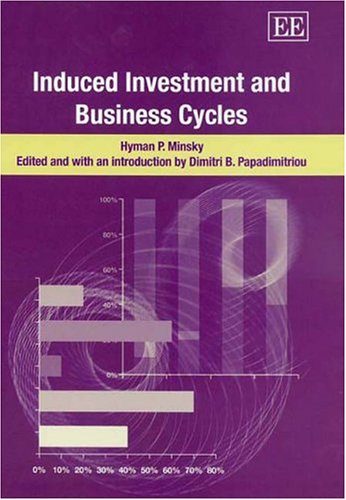 EE
Induced Investment and
Business Cycles
Hyman P. Minsky
Edited and with an introduction by Dimitri B. Papadimitriou
100%
80%
60%
40%
20%
0%
0% 10% 20% 30% 40% 50% 60% 70% 80%